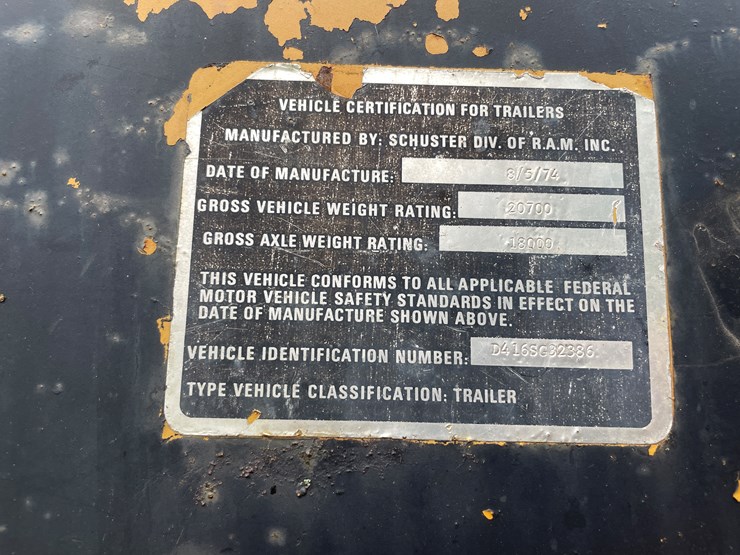 VEHICLE CERTIFICATION FOR TRAILERS
MANUFACTURED BY: SCHUSTER DIV. OF R.A.M. INC.
DATE OF MANUFACTURE: 8/5/74
GROSS VEHICLE WEIGHT RATING: 20700
GROSS AXLE WEIGHT RATING: 18000
THIS VEHICLE CONFORMS TO ALL APPLICABLE FEDERAL
MOTOR VEHICLE SAFETY STANDARDS IN EFFECT ON THE
DATE OF MANUFACTURE SHOWN ABOVE.
VEHICLE IDENTIFICATION NUMBER: D416SG32386
TYPE VEHICLE CLASSIFICATION: TRAILER